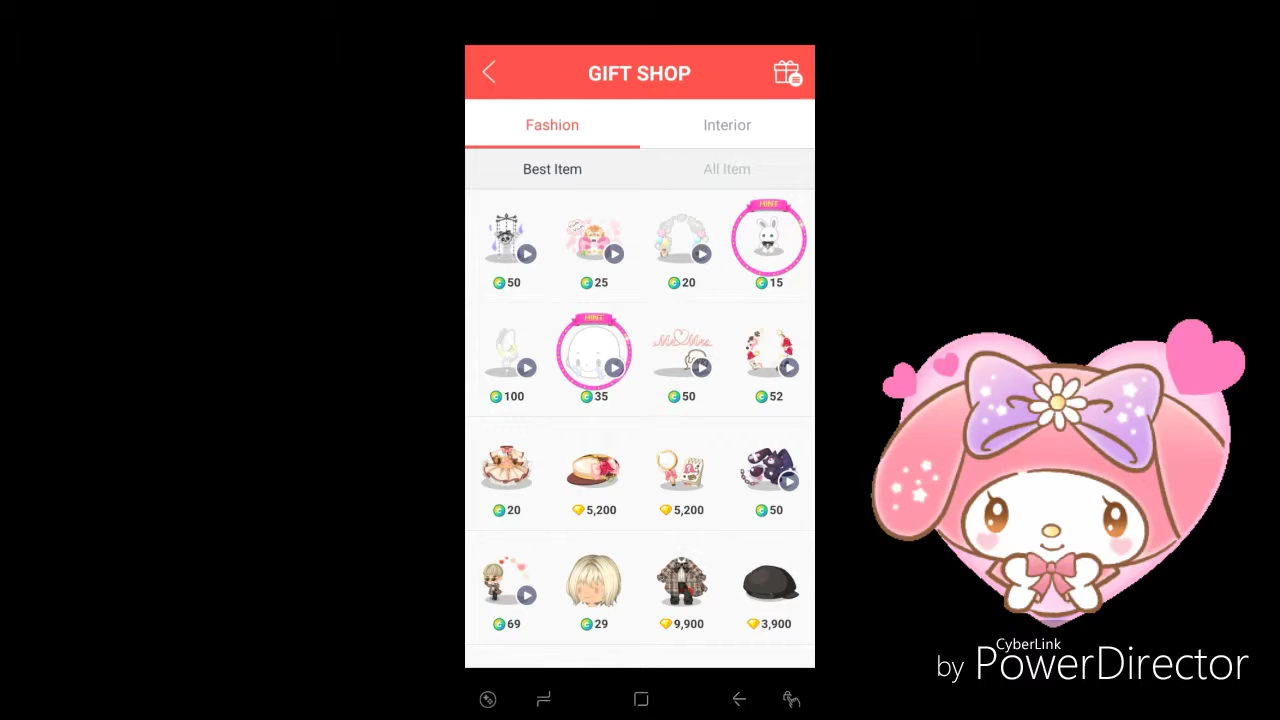 GIFT SHOP
Fashion Interior
Best Item All Item
HINT
50 25 20 15
HINT
100 35 50 52
20 5,200 5,200 50
69 29 9,900 3,900
CyberLink
by PowerDirector